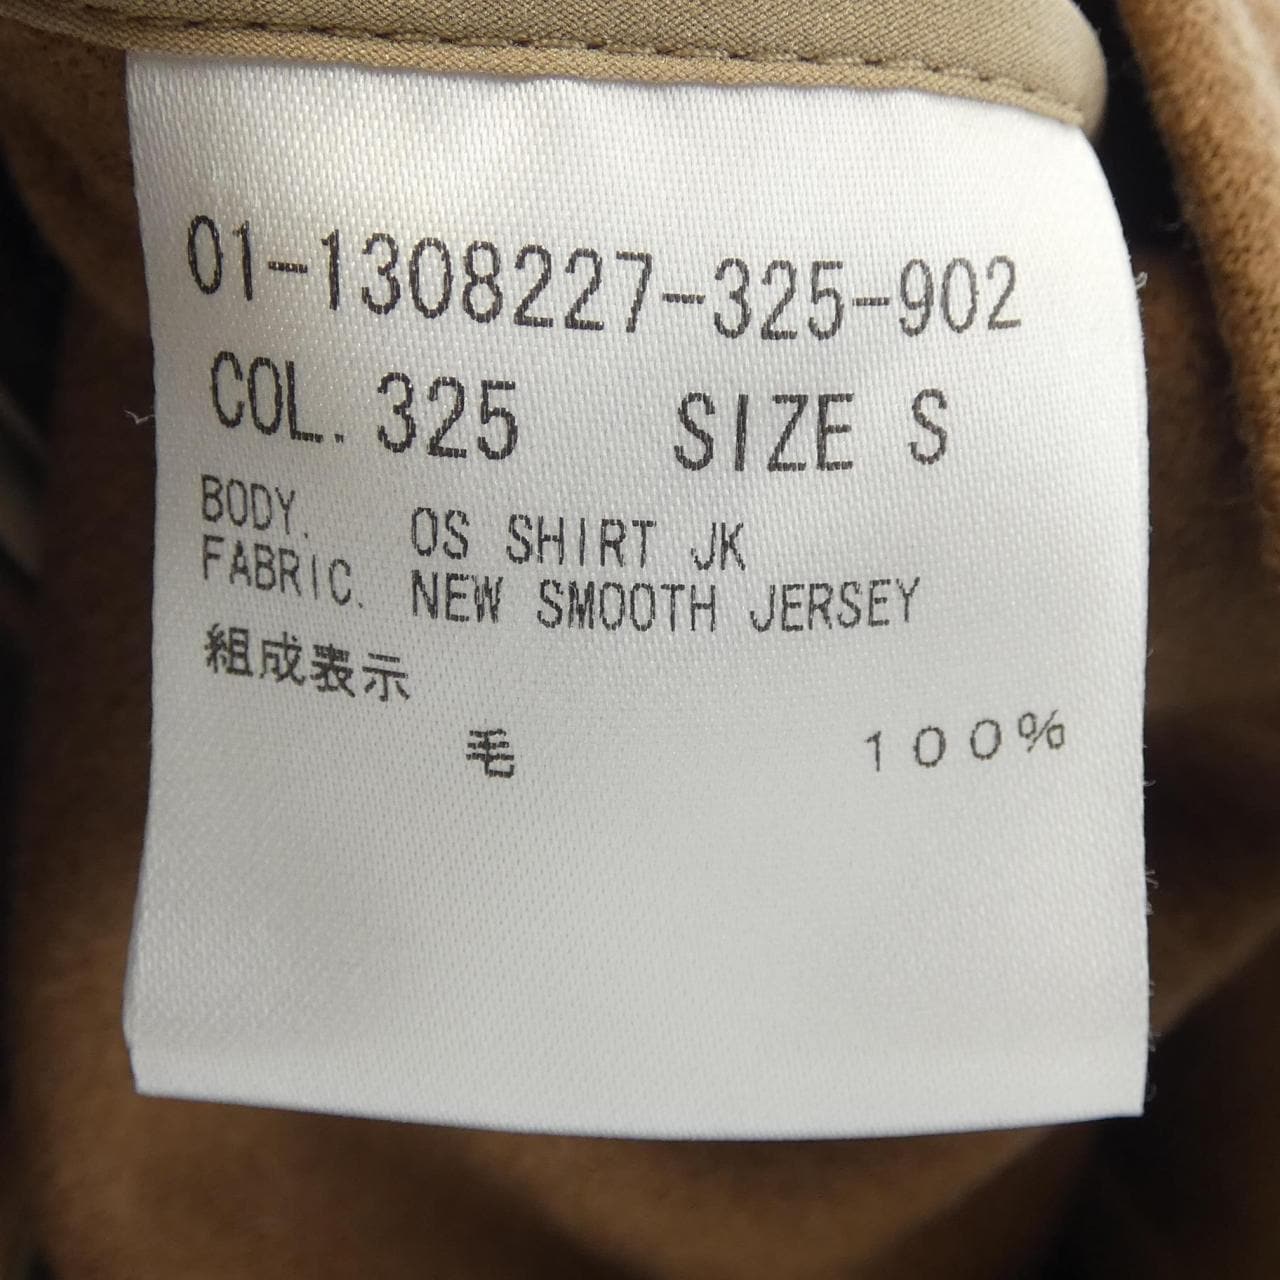 01-1308227-325-902
COL. 325 SIZE S
BODY. OS SHIRT JK
FABRIC. NEW SMOOTH JERSEY
組成表示
毛 100%